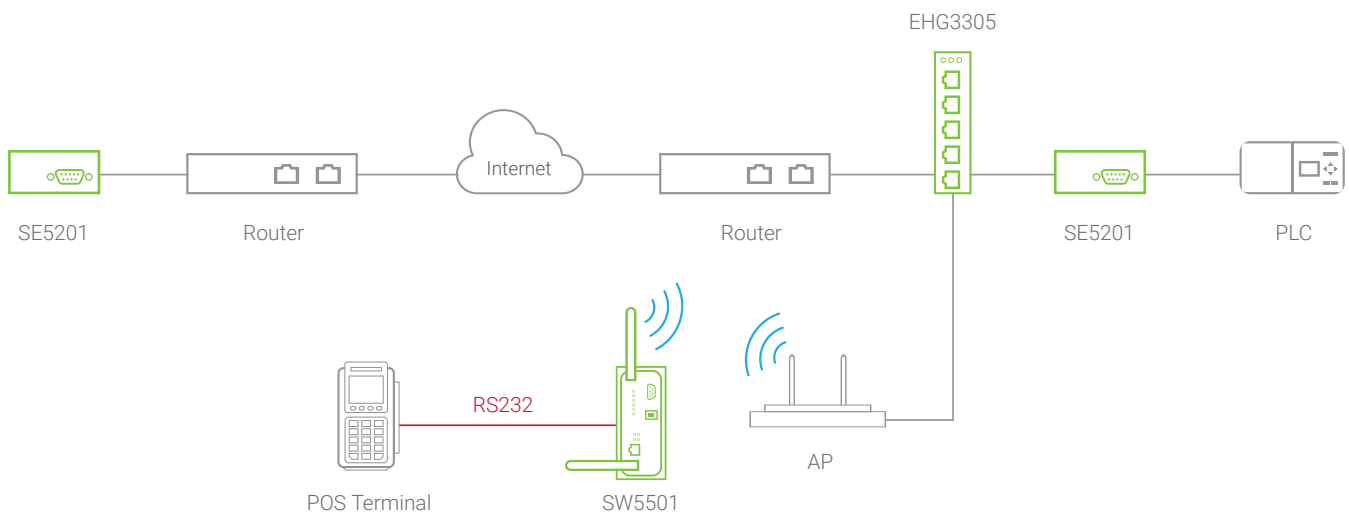 EHG3305
Internet
SE5201
Router
Router
SE5201
PLC
RS232
AP
POS Terminal
SW5501